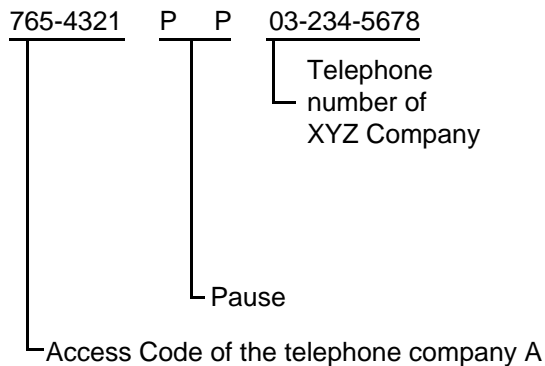 765-4321 P P 03-234-5678
Telephone
number of
XYZ Company
Pause
Access Code of the telephone company A